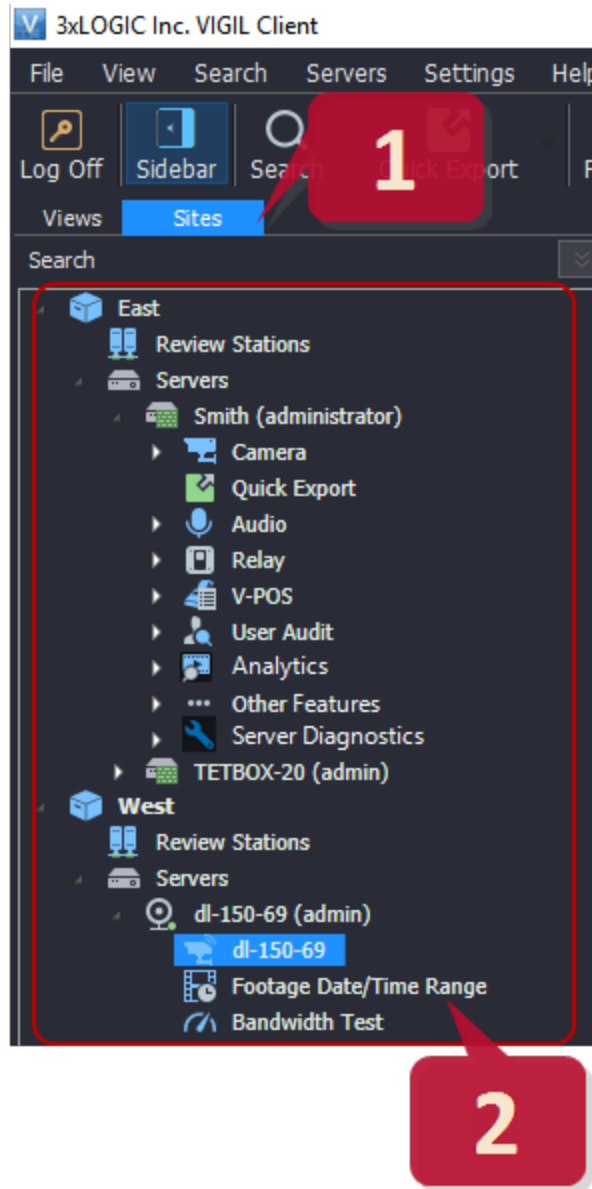 3xLOGIC Inc. VIGIL Client
File View Search Servers Settings Help
Log Off Sidebar Search Quick Export F
1
Views Sites
Search
East
Review Stations
Servers
Smith (administrator)
Camera
Quick Export
Audio
Relay
V-POS
User Audit
Analytics
Other Features
Server Diagnostics
TETBOX-20 (admin)
West
Review Stations
Servers
dl-150-69 (admin)
dl-150-69
Footage Date/Time Range
Bandwidth Test
2